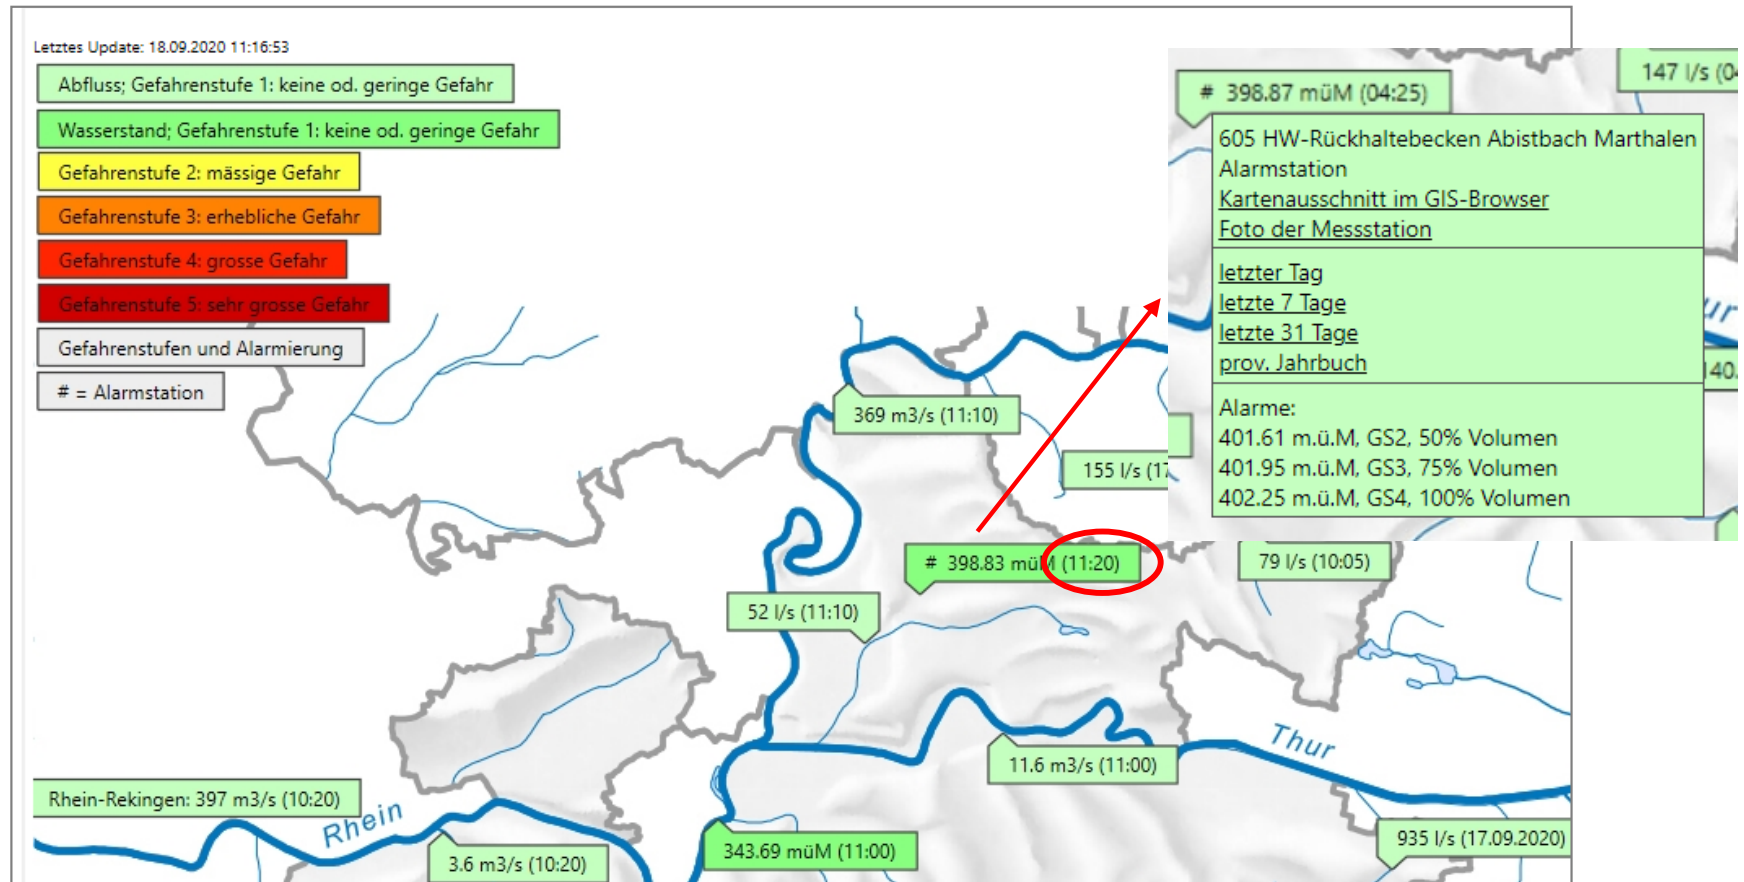 Letztes Update: 18.09.2020 11:16:53
Abfluss; Gefahrenstufe 1: keine od. geringe Gefahr
Wasserstand; Gefahrenstufe 1: keine od. geringe Gefahr
Gefahrenstufe 2: mässige Gefahr
Gefahrenstufe 3: erhebliche Gefahr
Gefahrenstufe 4: grosse Gefahr
Gefahrenstufe 5: sehr grosse Gefahr
Gefahrenstufen und Alarmierung
# = Alarmstation
# 398.87 müM (04:25)
147 l/s (04
605 HW-Rückhaltebecken Abistbach Marthalen
Alarmstation
Kartenausschnitt im GIS-Browser
Foto der Messstation
letzter Tag
letzte 7 Tage
letzte 31 Tage
prov. Jahrbuch
Alarme:
401.61 m.ü.M, GS2, 50% Volumen
401.95 m.ü.M, GS3, 75% Volumen
402.25 m.ü.M, GS4, 100% Volumen
ur
140.
369 m3/s (11:10)
155 l/s (17
# 398.83 müM (11:20)
79 l/s (10:05)
52 l/s (11:10)
Thur
11.6 m3/s (11:00)
Rhein-Rekingen: 397 m3/s (10:20)
Rhein
935 l/s (17.09.2020)
343.69 müM (11:00)
3.6 m3/s (10:20)